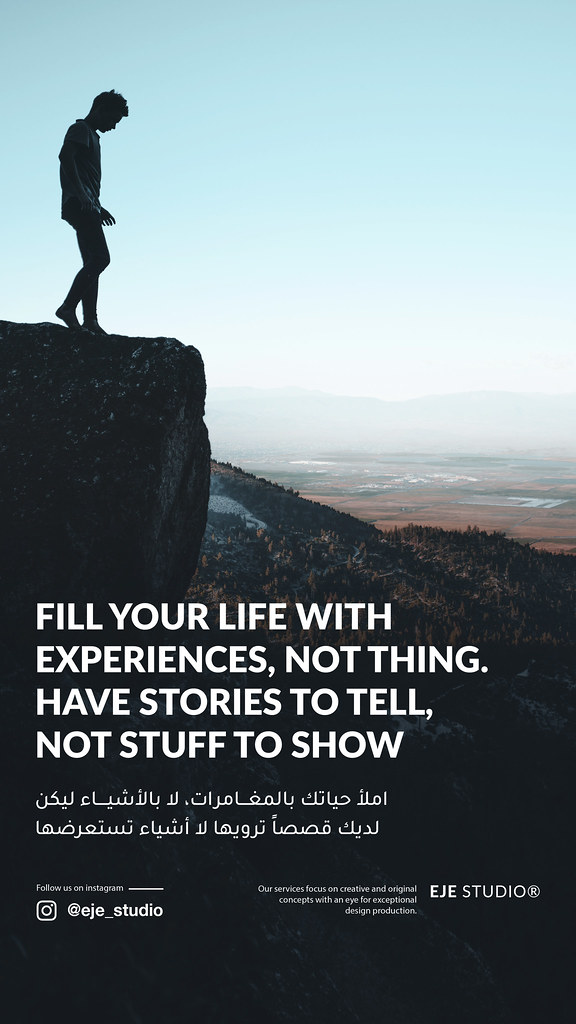 FILL YOUR LIFE WITH
EXPERIENCES, NOT THING.
HAVE STORIES TO TELL,
NOT STUFF TO SHOW
املأ حياتك بالمغـامرات، لا بالأشيـاء ليكن
لديك قصصاً ترويها لا أشياء تستعرضها
Follow us on instagram
@eje_studio
Our services focus on creative and original
concepts with an eye for exceptional
design production.
EJE STUDIO®